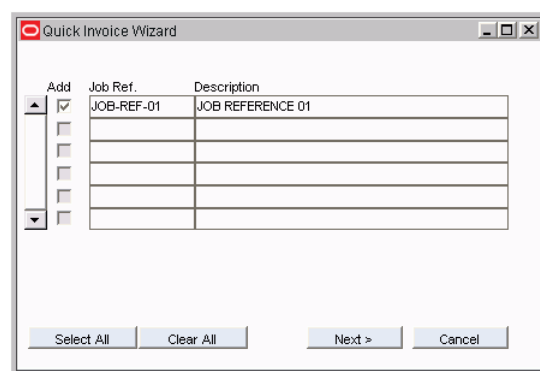 Quick Invoice Wizard
Add Job Ref. Description
JOB-REF-01 JOB REFERENCE 01
Select All Clear All Next > Cancel